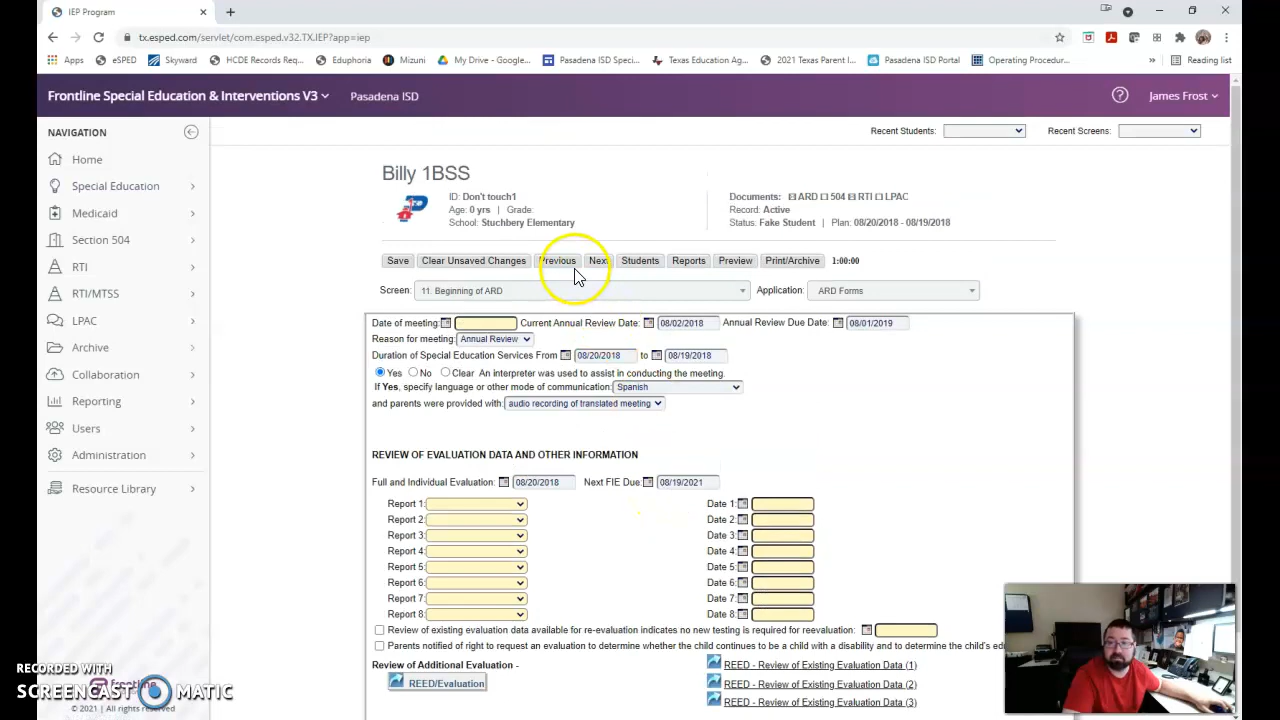 IEP Program
tx.esped.com/servlet/com.esped.v32.TX.IEP?app=iep
Apps eSPED Skyward HCDE Records Req... Eduphoria Mizuni My Drive - Google... Pasadena ISD Speci... Texas Education Ag... 2021 Texas Parent I... Pasadena ISD Portal Operating Procedur... » Reading list
Frontline Special Education & Interventions V3 Pasadena ISD James Frost
NAVIGATION
Recent Students: Recent Screens:
Home
Special Education
Medicaid
Section 504
RTI
RTI/MTSS
LPAC
Archive
Collaboration
Reporting
Users
Administration
Resource Library
Billy 1BSS
ID: Don't touch1
Age: 0 yrs | Grade:
School: Stuchbery Elementary
Documents: ARD 504 RTI LPAC
Record: Active
Status: Fake Student | Plan: 08/20/2018 - 08/19/2018
Save Clear Unsaved Changes Previous Next Students Reports Preview Print/Archive 1:00:00
Screen: 11. Beginning of ARD Application: ARD Forms
Date of meeting: Current Annual Review Date: 08/02/2018 Annual Review Due Date: 08/01/2019
Reason for meeting: Annual Review
Duration of Special Education Services From 08/20/2018 to 08/19/2018
Yes No Clear An interpreter was used to assist in conducting the meeting.
If Yes, specify language or other mode of communication: Spanish
and parents were provided with: audio recording of translated meeting
REVIEW OF EVALUATION DATA AND OTHER INFORMATION
Full and Individual Evaluation: 08/20/2018 Next FIE Due: 08/19/2021
Report 1: Date 1:
Report 2: Date 2:
Report 3: Date 3:
Report 4: Date 4:
Report 5: Date 5:
Report 6: Date 6:
Report 7: Date 7:
Report 8: Date 8:
Review of existing evaluation data available for re-evaluation indicates no new testing is required for reevaluation:
Parents notified of right to request an evaluation to determine whether the child continues to be a child with a disability and to determine the child's ed
Review of Additional Evaluation -
REED/Evaluation
REED - Review of Existing Evaluation Data (1)
REED - Review of Existing Evaluation Data (2)
REED - Review of Existing Evaluation Data (3)
RECORDED WITH
SCREENCAST MATIC
frontline
© 2021 | All rights reserved